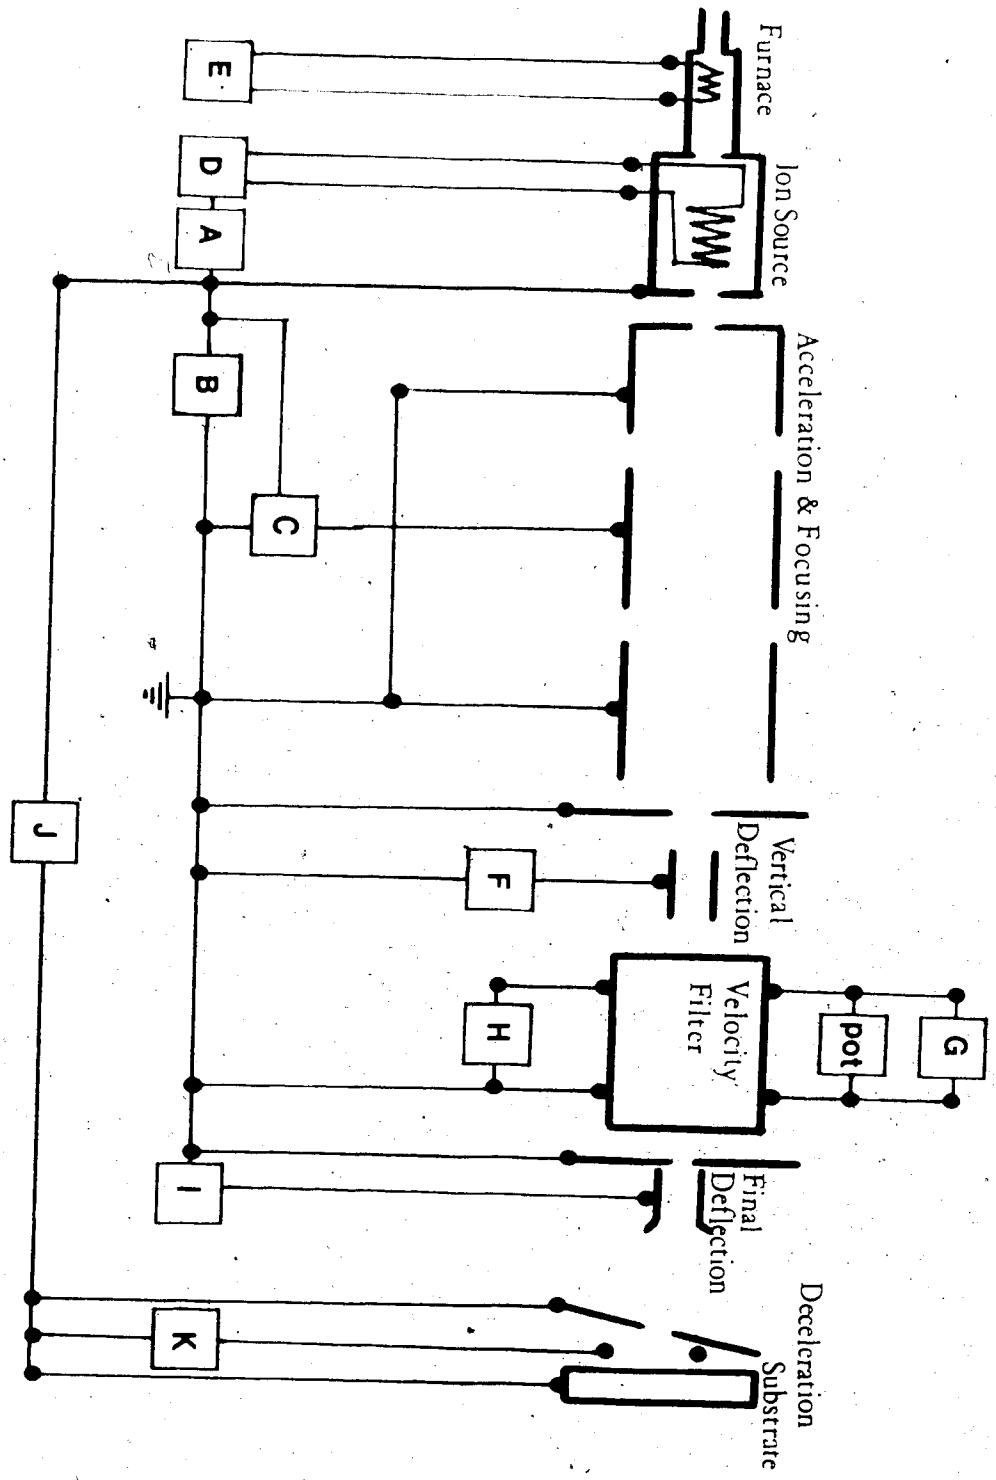 Furnace
Ion Source
Acceleration & Focusing
Vertical
Deflection
Velocity
Filter
Final
Deflection
Deceleration
Substrate
G
pot
E
D
A
B
C
F
H
I
J
K